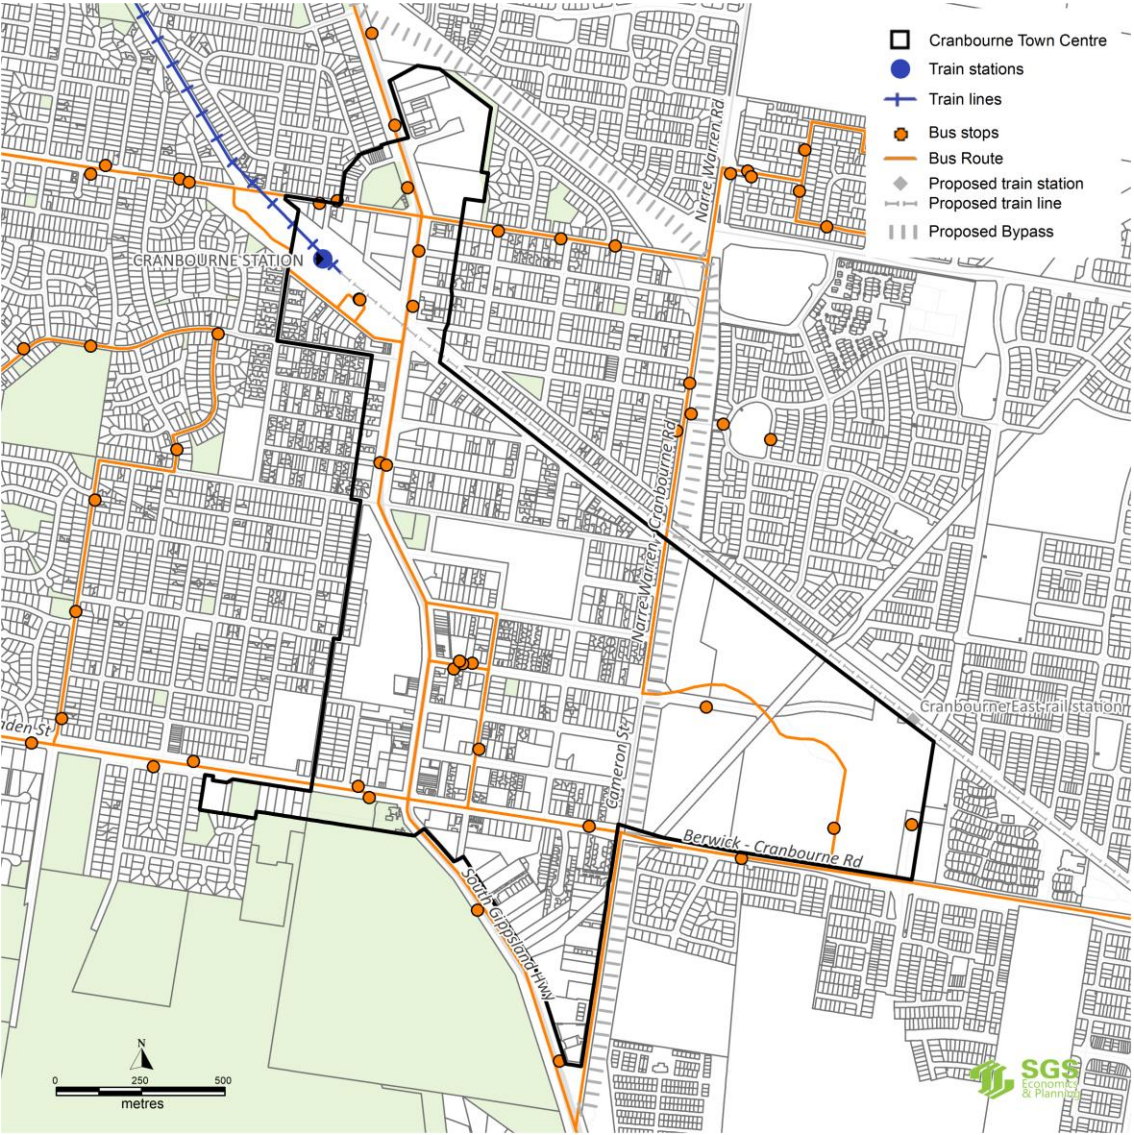 Cranbourne Town Centre
Train stations
Train lines
Bus stops
Bus Route
Proposed train station
Proposed train line
Proposed Bypass
Narre Warren Rd
CRANBOURNE STATION
Narre Warren - Cranbourne Rd
Cranbourne East rail station
den St
Cameron St
Berwick - Cranbourne Rd
South Gippsland Hwy
N
0 250 500
metres
SGS
Economics
& Planning